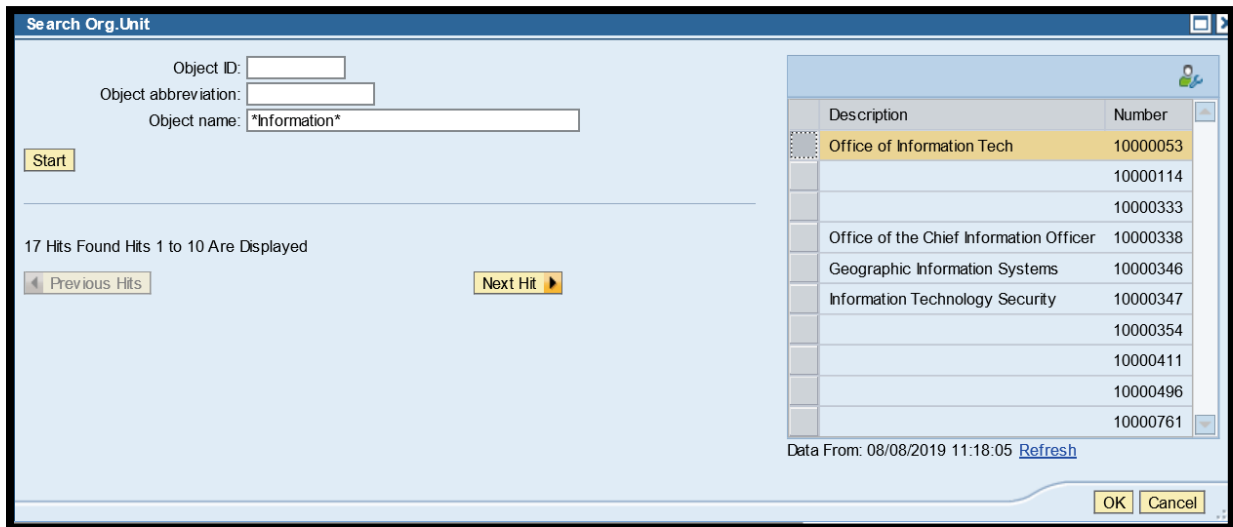 Search Org.Unit
Object ID:
Object abbreviation:
Object name: *Information*
Start
17 Hits Found Hits 1 to 10 Are Displayed
Previous Hits Next Hit
Description Number
Office of Information Tech 10000053
10000114
10000333
Office of the Chief Information Officer 10000338
Geographic Information Systems 10000346
Information Technology Security 10000347
10000354
10000411
10000496
10000761
Data From: 08/08/2019 11:18:05 Refresh
OK Cancel